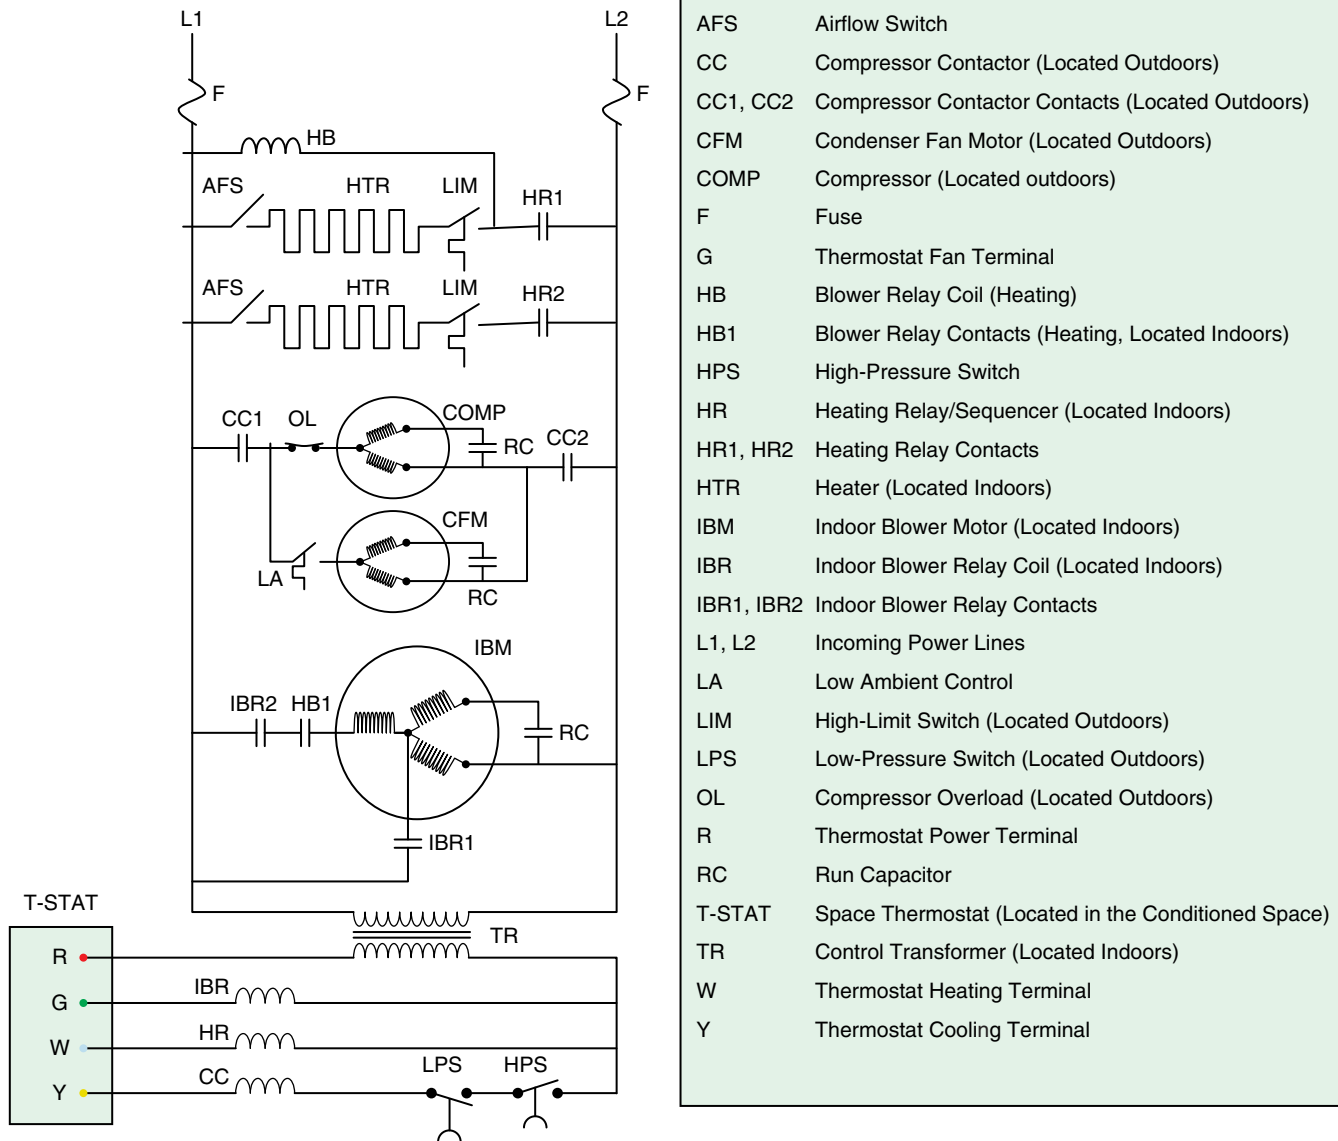 L1
L2
F
F
HB
AFS
HTR
LIM
HR1
AFS
HTR
LIM
HR2
CC1
OL
COMP
RC
CC2
CFM
LA
RC
IBM
IBR2
HB1
RC
IBR1
T-STAT
TR
R
G
IBR
W
HR
Y
CC
LPS
HPS
AFS Airflow Switch
CC Compressor Contactor (Located Outdoors)
CC1, CC2 Compressor Contactor Contacts (Located Outdoors)
CFM Condenser Fan Motor (Located Outdoors)
COMP Compressor (Located outdoors)
F Fuse
G Thermostat Fan Terminal
HB Blower Relay Coil (Heating)
HB1 Blower Relay Contacts (Heating, Located Indoors)
HPS High-Pressure Switch
HR Heating Relay/Sequencer (Located Indoors)
HR1, HR2 Heating Relay Contacts
HTR Heater (Located Indoors)
IBM Indoor Blower Motor (Located Indoors)
IBR Indoor Blower Relay Coil (Located Indoors)
IBR1, IBR2 Indoor Blower Relay Contacts
L1, L2 Incoming Power Lines
LA Low Ambient Control
LIM High-Limit Switch (Located Outdoors)
LPS Low-Pressure Switch (Located Outdoors)
OL Compressor Overload (Located Outdoors)
R Thermostat Power Terminal
RC Run Capacitor
T-STAT Space Thermostat (Located in the Conditioned Space)
TR Control Transformer (Located Indoors)
W Thermostat Heating Terminal
Y Thermostat Cooling Terminal